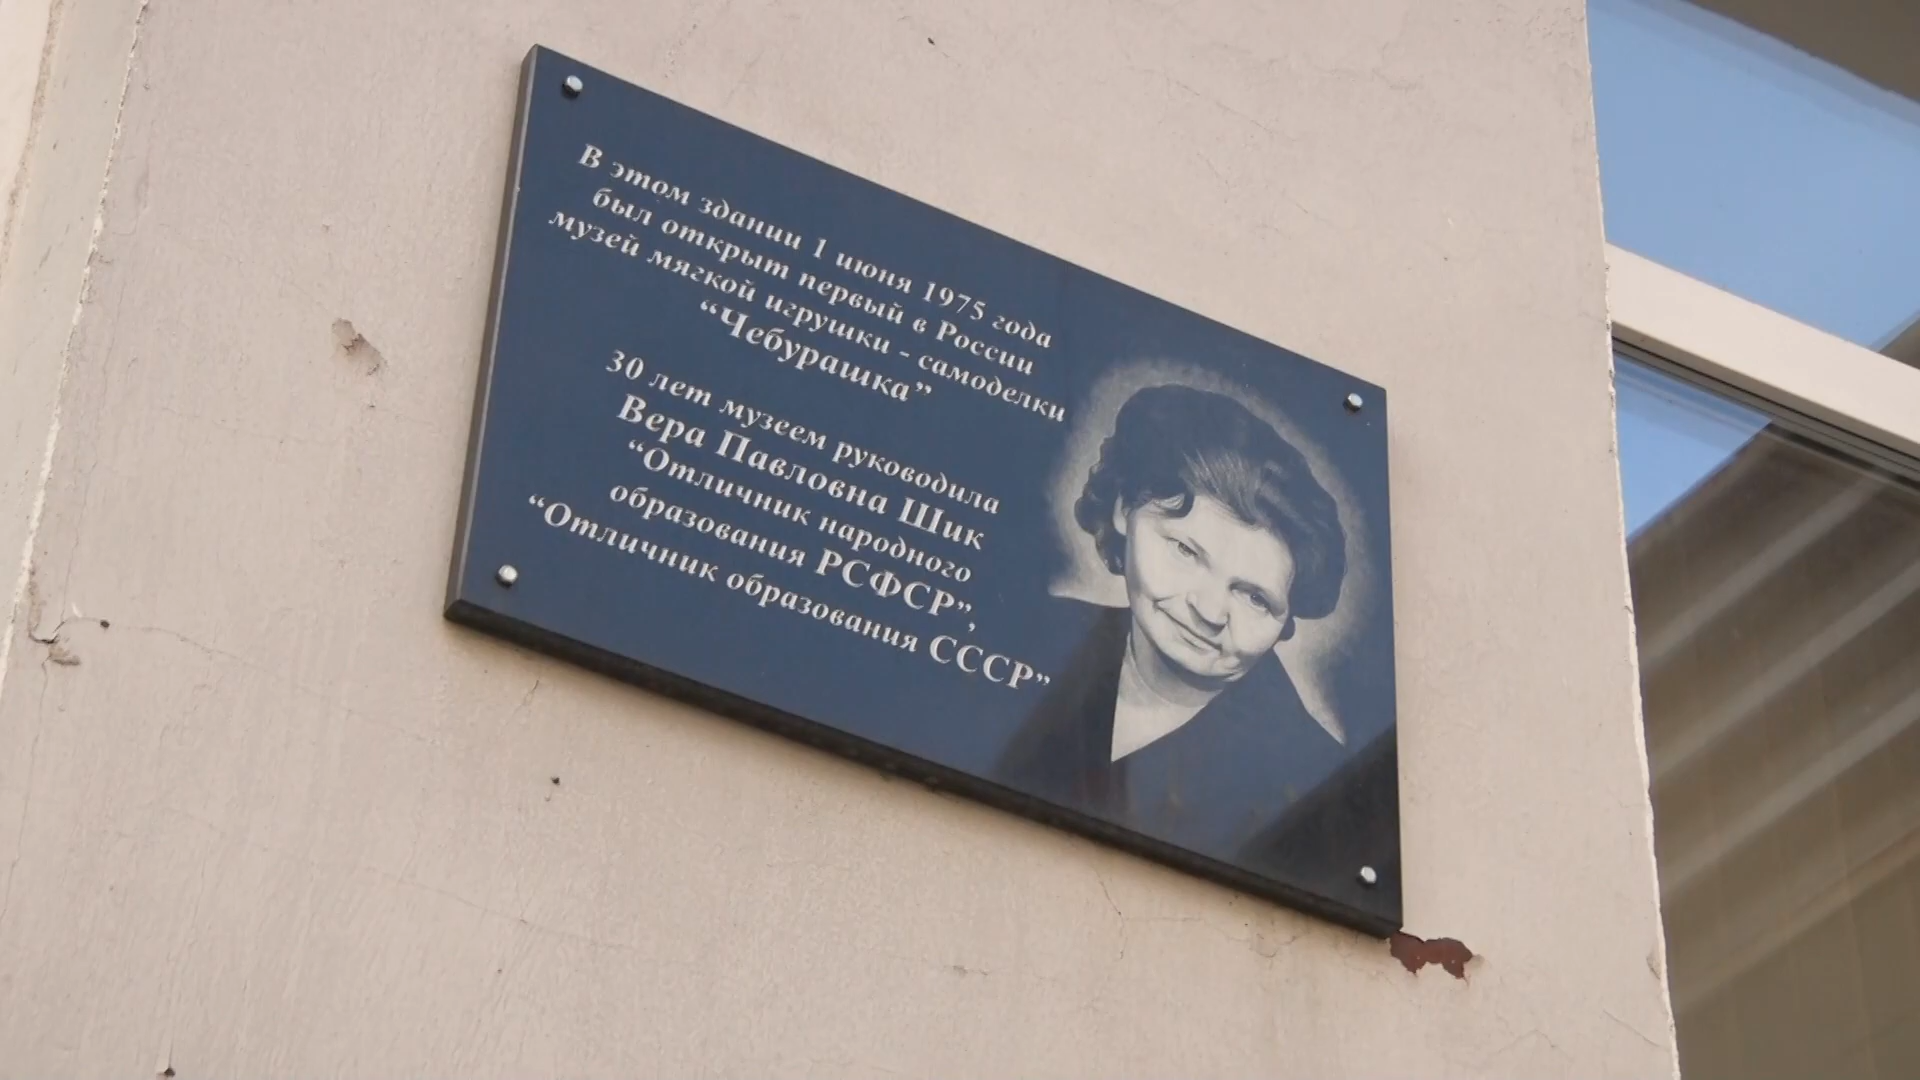 В этом здании 1 июня 1975 года
был открыт первый в России
музей мягкой игрушки - самоделки
“Чебурашка”
30 лет музеем руководила
Вера Павловна Шик
“Отличник народного
образования РСФСР”,
“Отличник образования СССР”